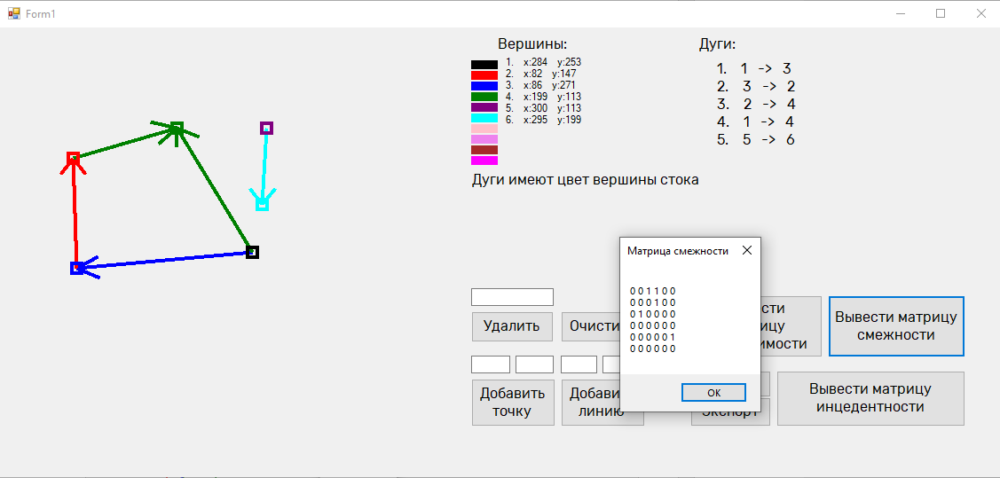 Form1
Вершины:
1. x:284 y:253
2. x:82 y:147
3. x:86 y:271
4. x:199 y:113
5. x:300 y:113
6. x:295 y:199
Дуги:
1. 1 -> 3
2. 3 -> 2
3. 2 -> 4
4. 1 -> 4
5. 5 -> 6
Дуги имеют цвет вершины стока
Матрица смежности
0 0 1 1 0 0
0 0 0 1 0 0
0 1 0 0 0 0
0 0 0 0 0 0
0 0 0 0 0 1
0 0 0 0 0 0
OK
Удалить
Очисти
сти
ицу
имости
Вывести матрицу
смежности
Добавить
точку
Добави
линию
Экспорт
Вывести матрицу
инцедентности